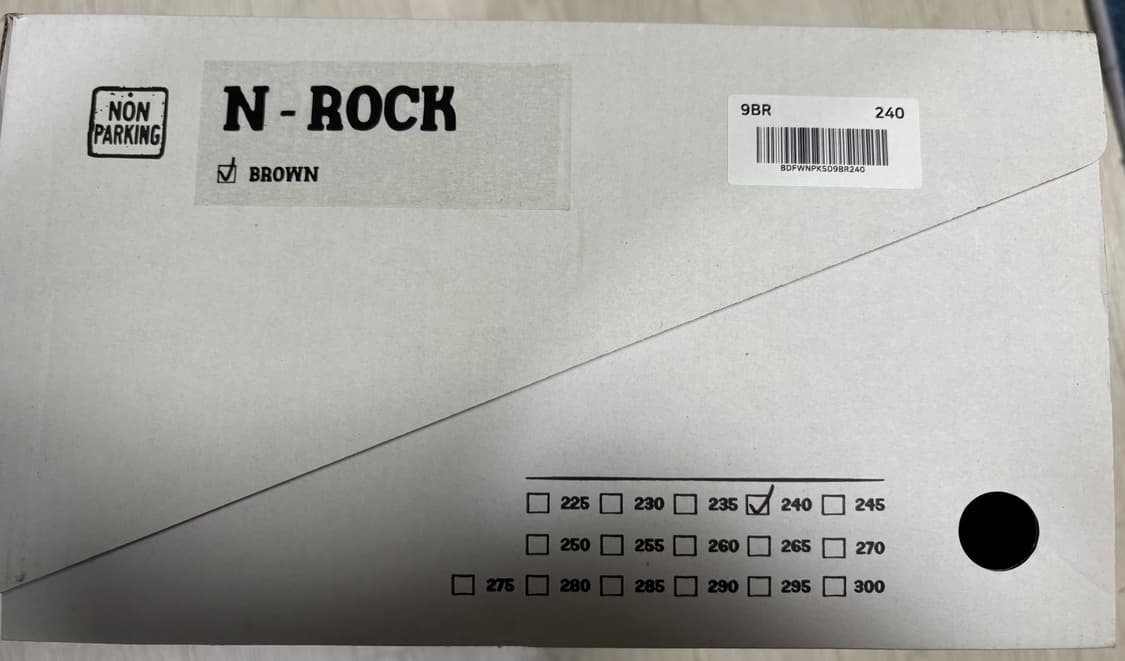 NON
PARKING
N - ROCK
BROWN
9BR 240
BDFWNPKSD9BR240
225 230 235 240 245
250 255 260 265 270
275 280 285 290 295 300